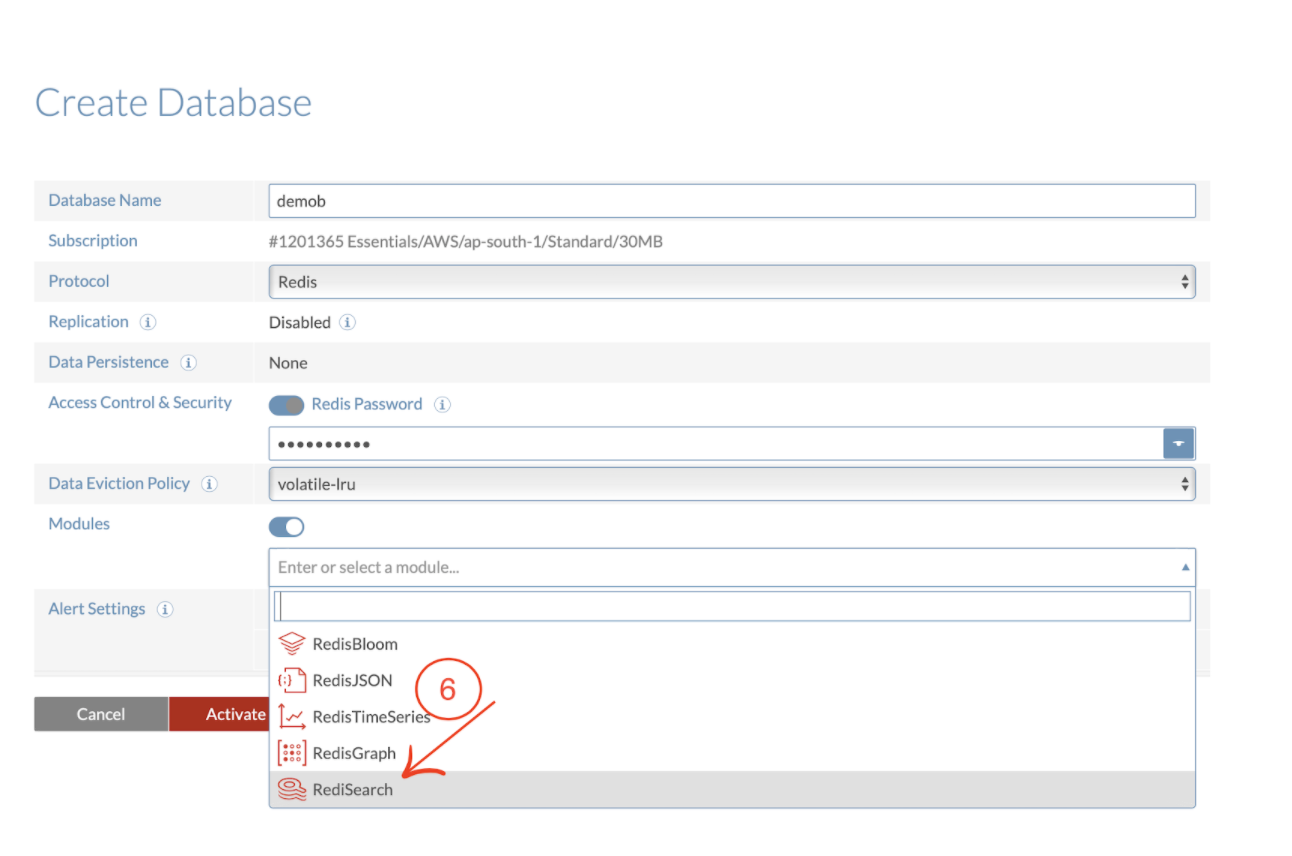 Create Database
Database Name demob
Subscription #1201365 Essentials/AWS/ap-south-1/Standard/30MB
Protocol Redis
Replication i Disabled i
Data Persistence i None
Access Control & Security Redis Password i
••••••••••
Data Eviction Policy i volatile-lru
Modules
Enter or select a module...
Alert Settings i
RedisBloom
RedisJSON
6
Cancel Activate RedisTimeSeries
RedisGraph
RediSearch